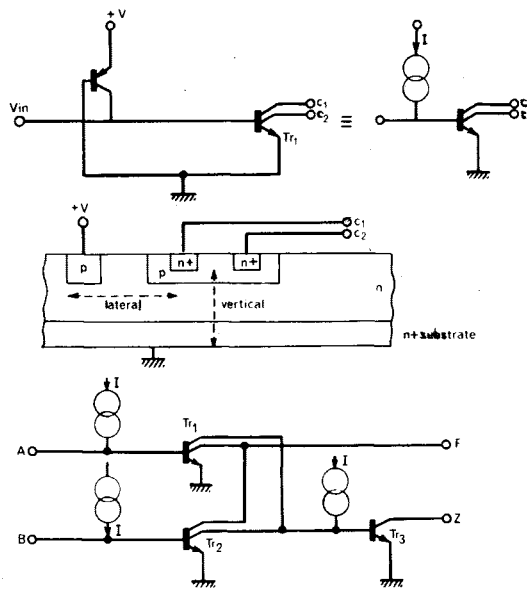 +V
I
Vin
C1
C2
Tr1
≡
+V
C1
C2
p
p
n+
n+
n
lateral
vertical
n+substrate
I
Tr1
A
F
I
B
I
Tr2
Tr3
Z